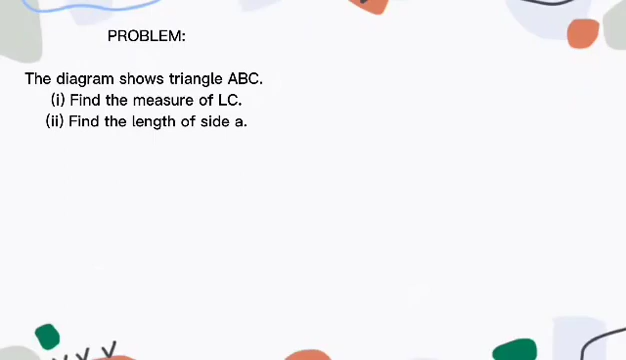 PROBLEM:
The diagram shows triangle ABC.
(i) Find the measure of LC.
(ii) Find the length of side a.